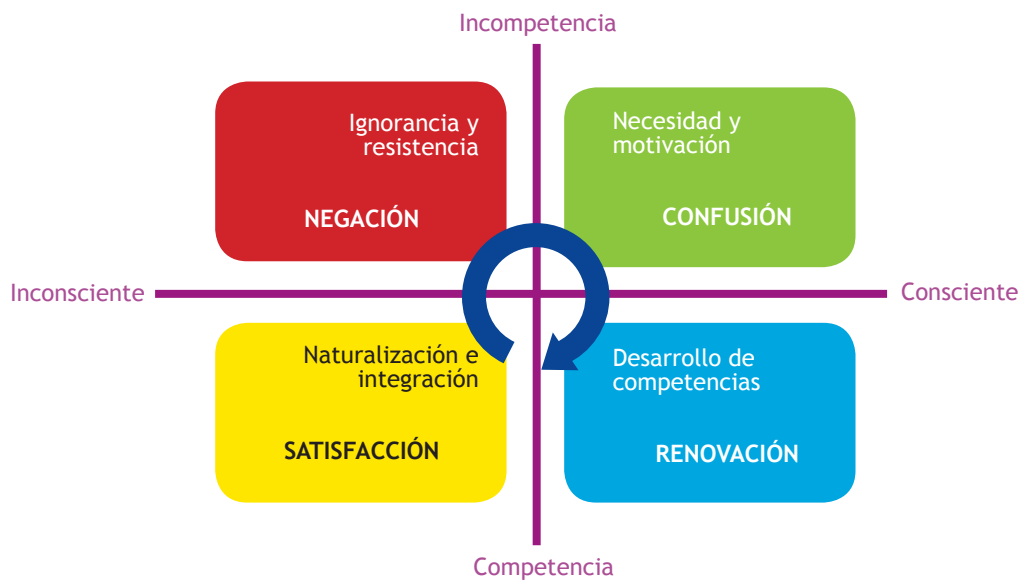 Incompetencia
Ignorancia y
resistencia
NEGACIÓN
Necesidad y
motivación
CONFUSIÓN
Inconsciente
Consciente
Naturalización e
integración
SATISFACCIÓN
Desarrollo de
competencias
RENOVACIÓN
Competencia